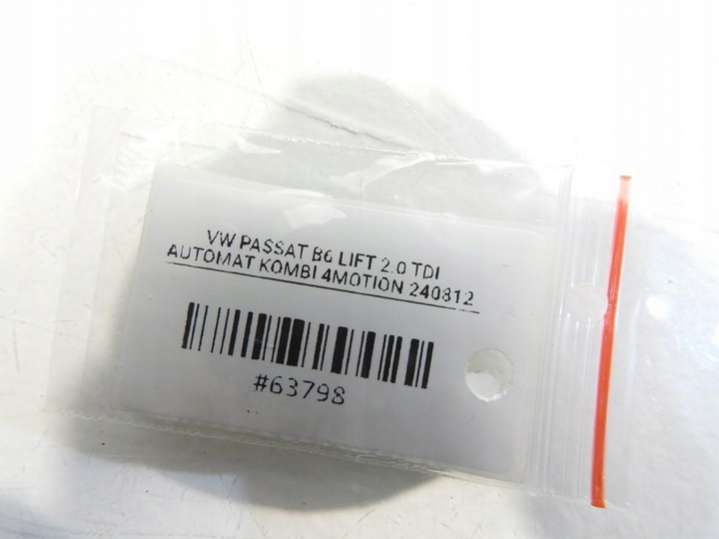 VW PASSAT B6 LIFT 2.0 TDI
AUTOMAT KOMBI 4MOTION 240812
#63798